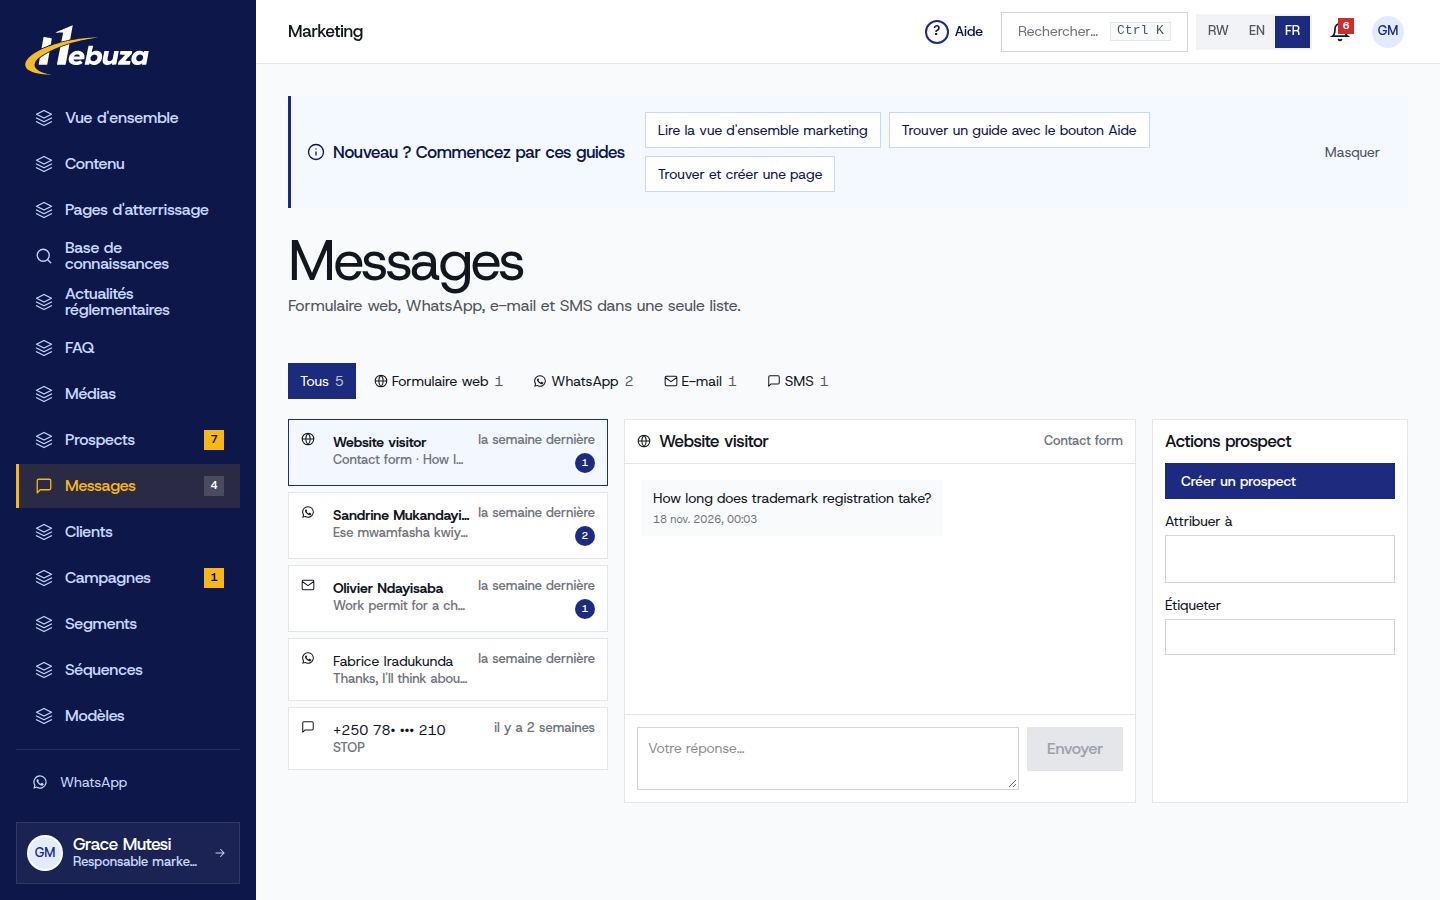 Hebuza
Vue d'ensemble
Contenu
Pages d'atterrissage
Base de
connaissances
Actualités
réglementaires
FAQ
Médias
Prospects 7
Messages 4
Clients
Campagnes 1
Segments
Séquences
Modèles
WhatsApp
GM
Grace Mutesi
Responsable marke...
Marketing
? Aide
Rechercher... Ctrl K
RW EN FR
6
GM
Nouveau ? Commencez par ces guides
Lire la vue d'ensemble marketing
Trouver un guide avec le bouton Aide
Trouver et créer une page
Masquer
Messages
Formulaire web, WhatsApp, e-mail et SMS dans une seule liste.
Tous 5
Formulaire web 1
WhatsApp 2
E-mail 1
SMS 1
Website visitor la semaine dernière
Contact form · How l... 1
Sandrine Mukandayi... la semaine dernière
Ese mwamfasha kwiy... 2
Olivier Ndayisaba la semaine dernière
Work permit for a ch... 1
Fabrice Iradukunda la semaine dernière
Thanks, I'll think abou...
+250 78• ••• 210 il y a 2 semaines
STOP
Website visitor Contact form
How long does trademark registration take?
18 nov. 2026, 00:03
Votre réponse...
Envoyer
Actions prospect
Créer un prospect
Attribuer à
Étiqueter